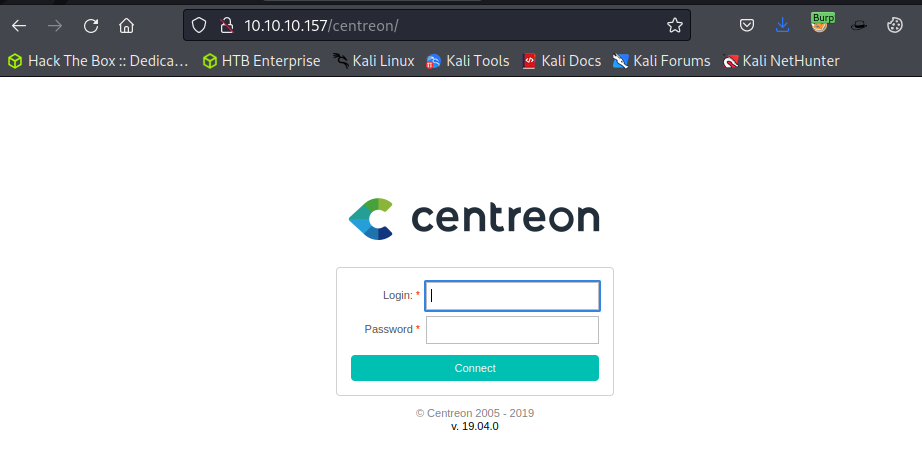 10.10.10.157/centreon/
Burp
Hack The Box :: Dedica… HTB Enterprise Kali Linux Kali Tools Kali Docs Kali Forums Kali NetHunter
centreon
Login: *
Password *
Connect
© Centreon 2005 - 2019
v. 19.04.0